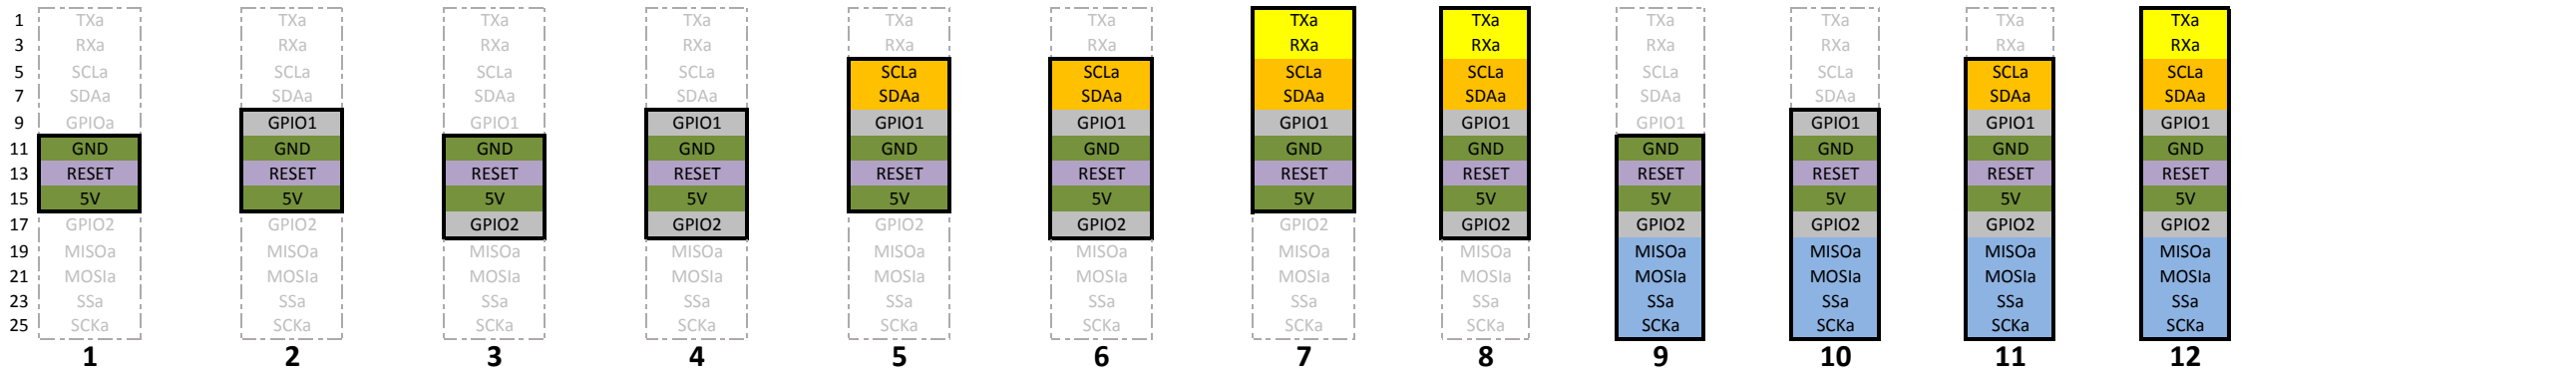 1 TXa TXa TXa TXa TXa TXa TXa TXa TXa TXa TXa TXa
3 RXa RXa RXa RXa RXa RXa RXa RXa RXa RXa RXa RXa
5 SCLa SCLa SCLa SCLa SCLa SCLa SCLa SCLa SCLa SCLa SCLa SCLa
7 SDAa SDAa SDAa SDAa SDAa SDAa SDAa SDAa SDAa SDAa SDAa SDAa
9 GPIOa GPIO1 GPIO1 GPIO1 GPIO1 GPIO1 GPIO1 GPIO1 GPIO1 GPIO1 GPIO1 GPIO1
11 GND GND GND GND GND GND GND GND GND GND GND GND
13 RESET RESET RESET RESET RESET RESET RESET RESET RESET RESET RESET RESET
15 5V 5V 5V 5V 5V 5V 5V 5V 5V 5V 5V 5V
17 GPIO2 GPIO2 GPIO2 GPIO2 GPIO2 GPIO2 GPIO2 GPIO2 GPIO2 GPIO2 GPIO2 GPIO2
19 MISOa MISOa MISOa MISOa MISOa MISOa MISOa MISOa MISOa MISOa MISOa MISOa
21 MOSIa MOSIa MOSIa MOSIa MOSIa MOSIa MOSIa MOSIa MOSIa MOSIa MOSIa MOSIa
23 SSa SSa SSa SSa SSa SSa SSa SSa SSa SSa SSa SSa
25 SCKa SCKa SCKa SCKa SCKa SCKa SCKa SCKa SCKa SCKa SCKa SCKa
1 2 3 4 5 6 7 8 9 10 11 12